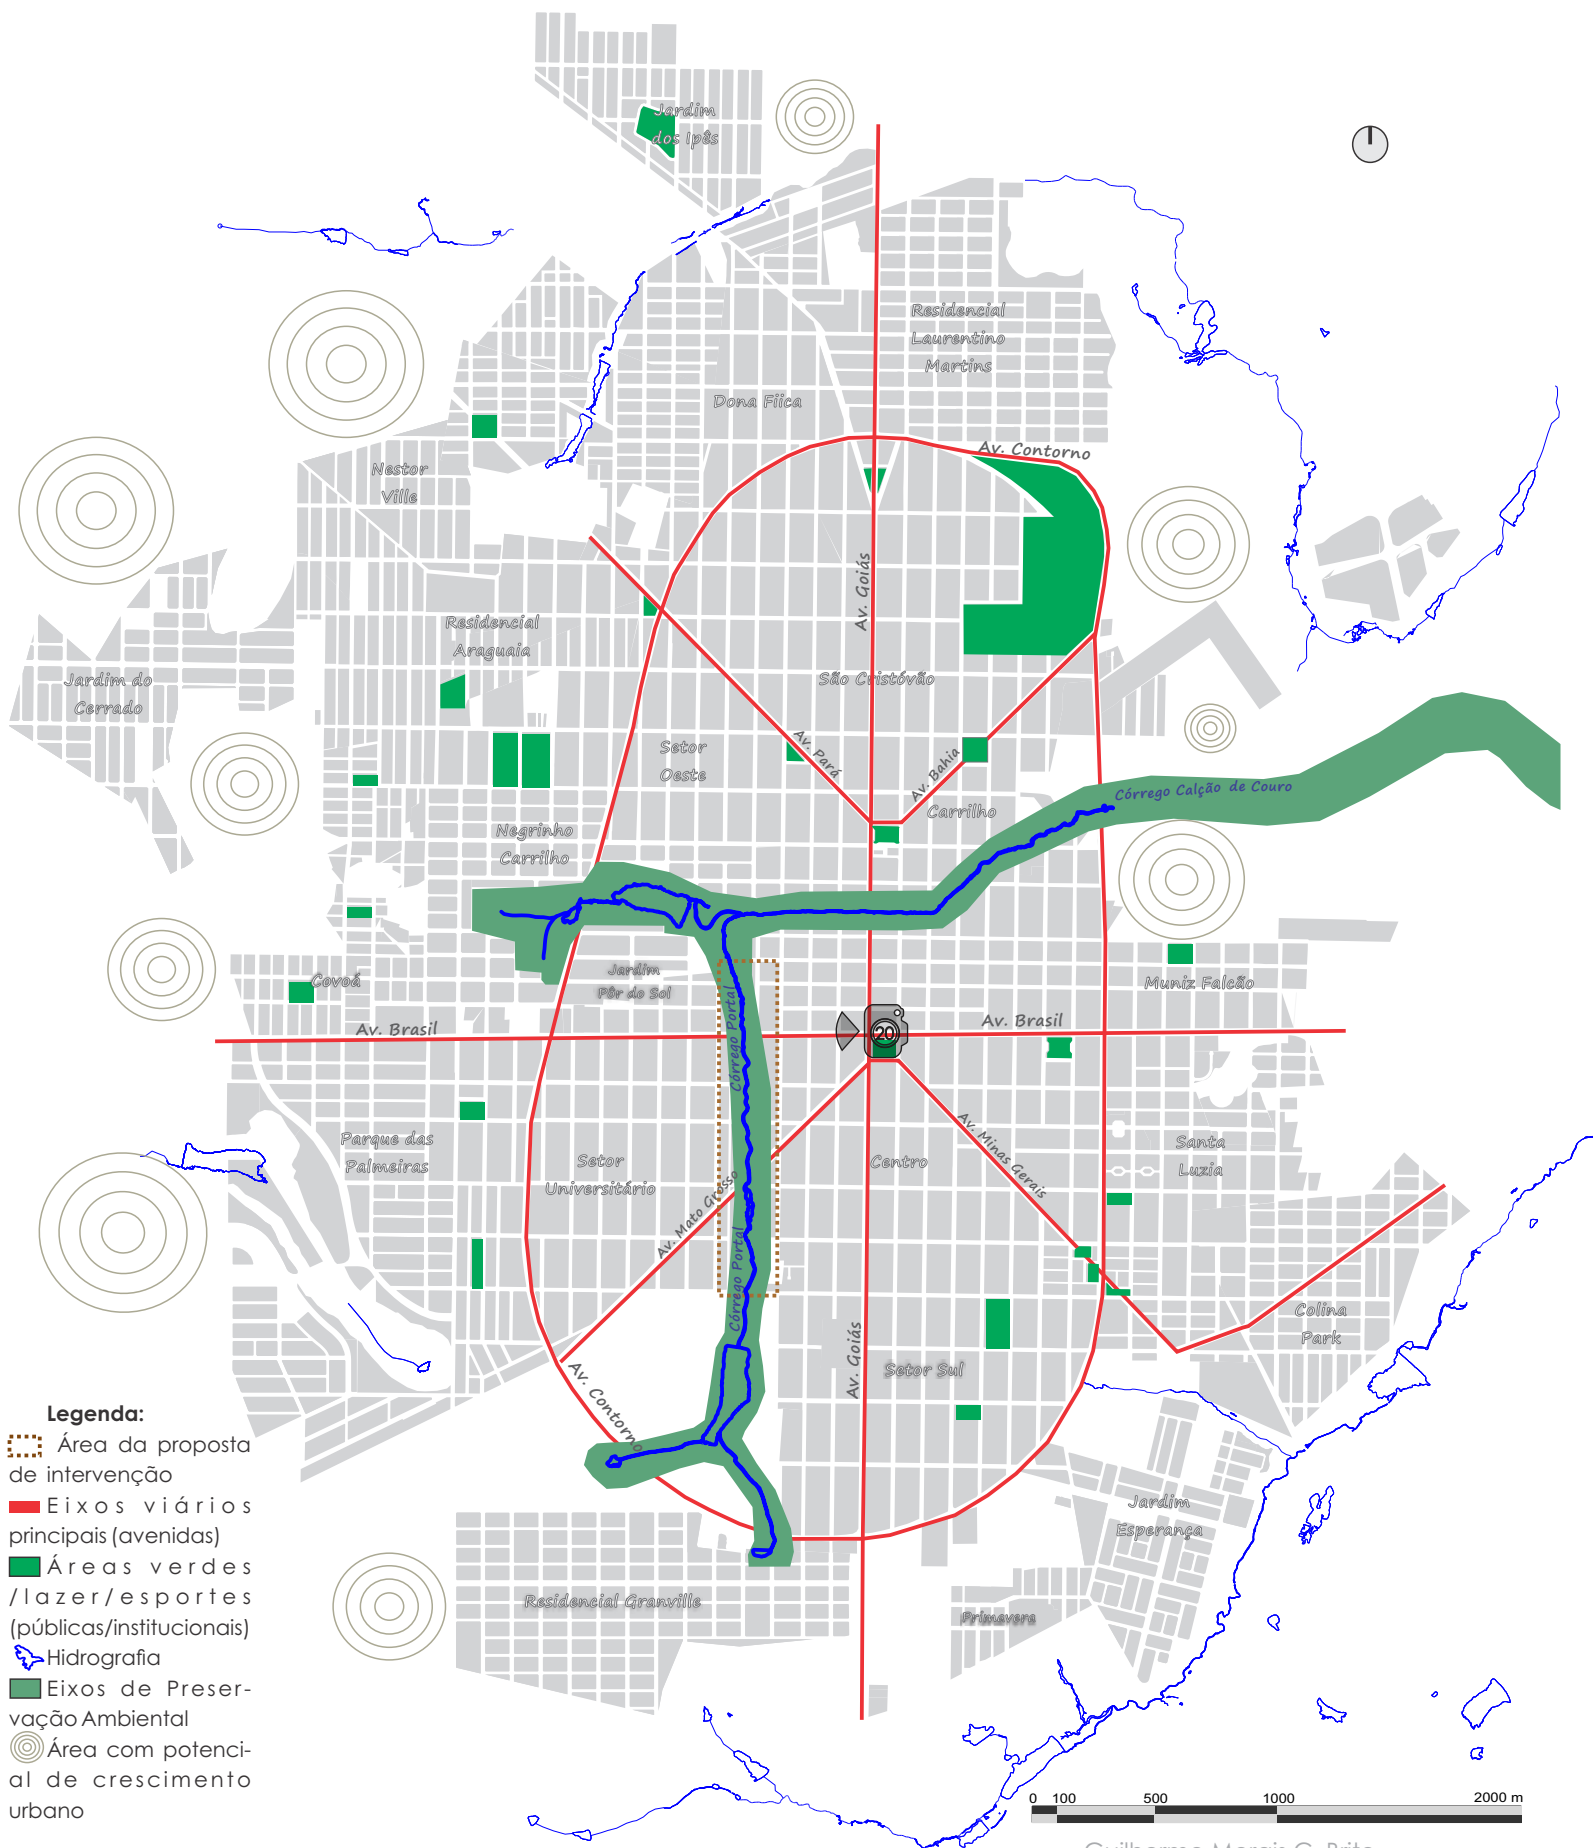 Jardim
dos Ipês
Residencial
Laurentino
Martins
Dona Fiica
Av. Contorno
Nestor
Ville
Av. Goiás
Residencial
Araguaia
Jardim do
Cerrado
São Cristóvão
Setor
Oeste
Av. Pará
Av. Bahia
Carrilho
Córrego Calção de Couro
Negrinho
Carrilho
Jardim
Pôr do Sol
Covoá
Muniz Falcão
Av. Brasil
Av. Brasil
20
Córrego Portal
Parque das
Palmeiras
Setor
Universitário
Centro
Av. Minas Gerais
Santa
Luzia
Av. Mato Grosso
Córrego Portal
Colina
Park
Av. Goiás
Setor Sul
Av. Contorno
Jardim
Esperança
Residencial Granville
Primavera
Legenda:
Área da proposta
de intervenção
Eixos viários
principais (avenidas)
Áreas verdes
/lazer/esportes
(públicas/institucionais)
Hidrografia
Eixos de Preser-
vação Ambiental
Área com potenci-
al de crescimento
urbano
0 100 500 1000 2000 m
Guilherme Morais C. Brito